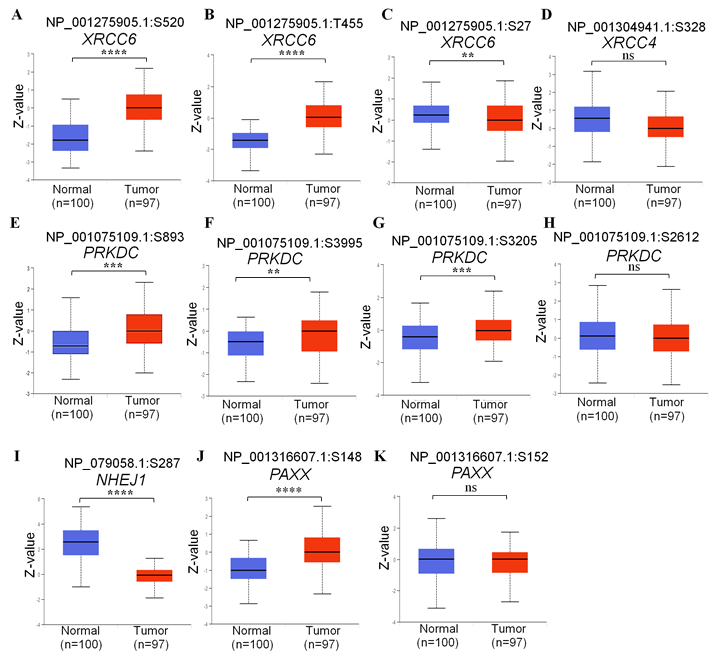 A NP_001275905.1:S520
XRCC6
****
Z-value
Normal Tumor
(n=100) (n=97)
B NP_001275905.1:T455
XRCC6
****
Z-value
Normal Tumor
(n=100) (n=97)
C NP_001275905.1:S27
XRCC6
**
Z-value
Normal Tumor
(n=100) (n=97)
D NP_001304941.1:S328
XRCC4
ns
Z-value
Normal Tumor
(n=100) (n=97)
E NP_001075109.1:S893
PRKDC
***
Z-value
Normal Tumor
(n=100) (n=97)
F NP_001075109.1:S3995
PRKDC
**
Z-value
Normal Tumor
(n=100) (n=97)
G NP_001075109.1:S3205
PRKDC
***
Z-value
Normal Tumor
(n=100) (n=97)
H NP_001075109.1:S2612
PRKDC
ns
Z-value
Normal Tumor
(n=100) (n=97)
I NP_079058.1:S287
NHEJ1
****
Z-value
Normal Tumor
(n=100) (n=97)
J NP_001316607.1:S148
PAXX
****
Z-value
Normal Tumor
(n=100) (n=97)
K NP_001316607.1:S152
PAXX
ns
Z-value
Normal Tumor
(n=100) (n=97)